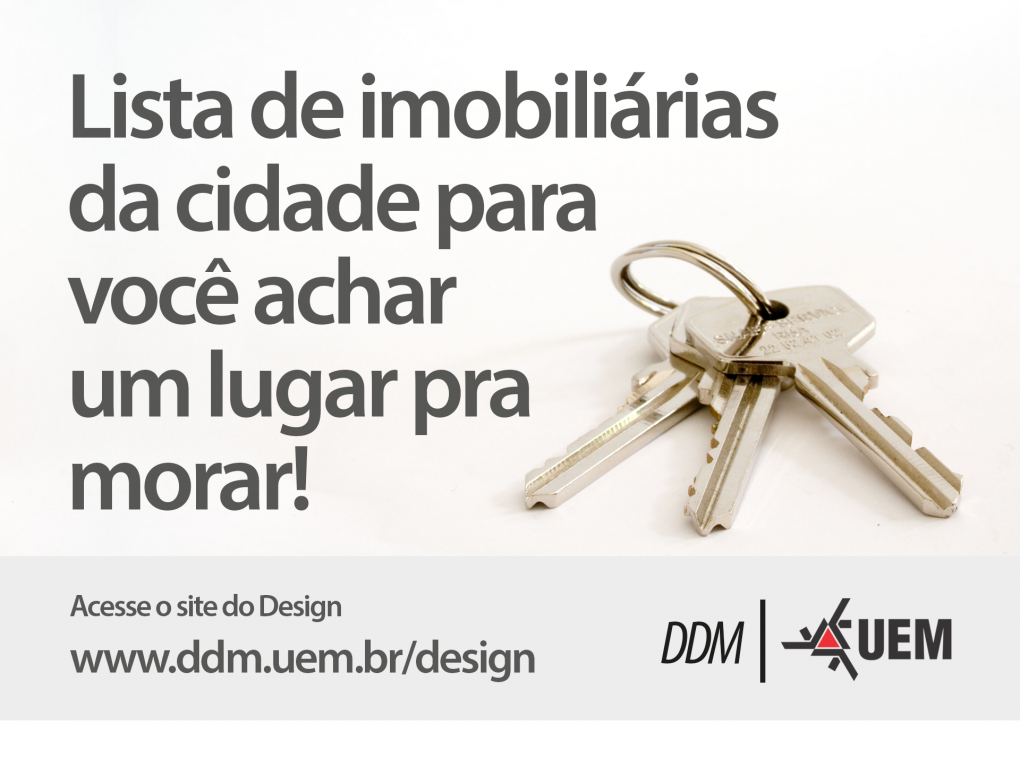 Lista de imobiliárias
da cidade para
você achar
um lugar pra
morar!
Acesse o site do Design
www.ddm.uem.br/design
DDM
UEM